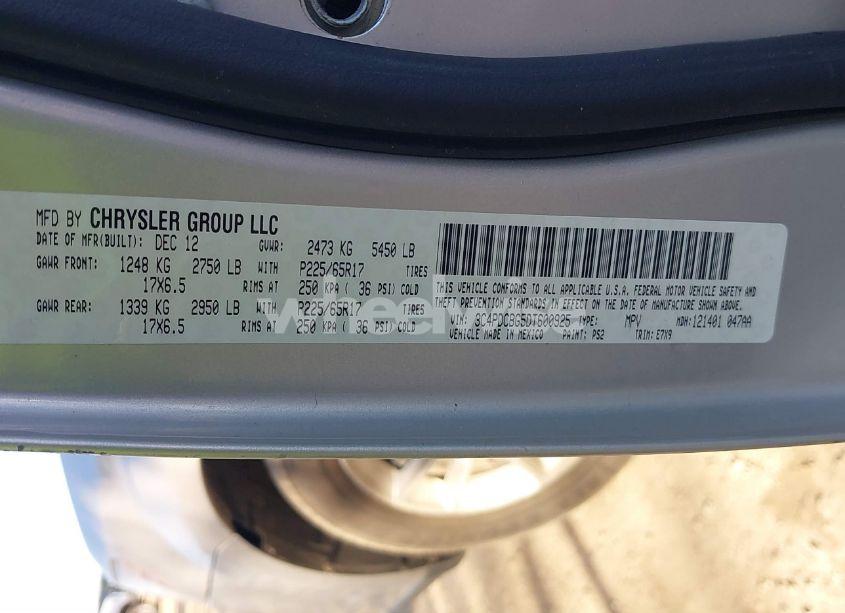 MFD BY CHRYSLER GROUP LLC
DATE OF MFR(BUILT): DEC 12 GVWR: 2473 KG 5450 LB
GAWR FRONT: 1248 KG 2750 LB WITH P225/65R17 TIRES
17X6.5 RIMS AT 250 KPA ( 36 PSI) COLD
GAWR REAR: 1339 KG 2950 LB WITH P225/65R17 TIRES
17X6.5 RIMS AT 250 KPA ( 36 PSI) COLD
THIS VEHICLE CONFORMS TO ALL APPLICABLE U.S.A. FEDERAL MOTOR VEHICLE SAFETY AND
THEFT PREVENTION STANDARDS IN EFFECT ON THE DATE OF MANUFACTURE SHOWN ABOVE.
VIN: 3C4PDCBG5DT600925 TYPE: MPV MDH:121401 047AA
VEHICLE MADE IN MEXICO PAINT: PS2 TRIM: E7X9